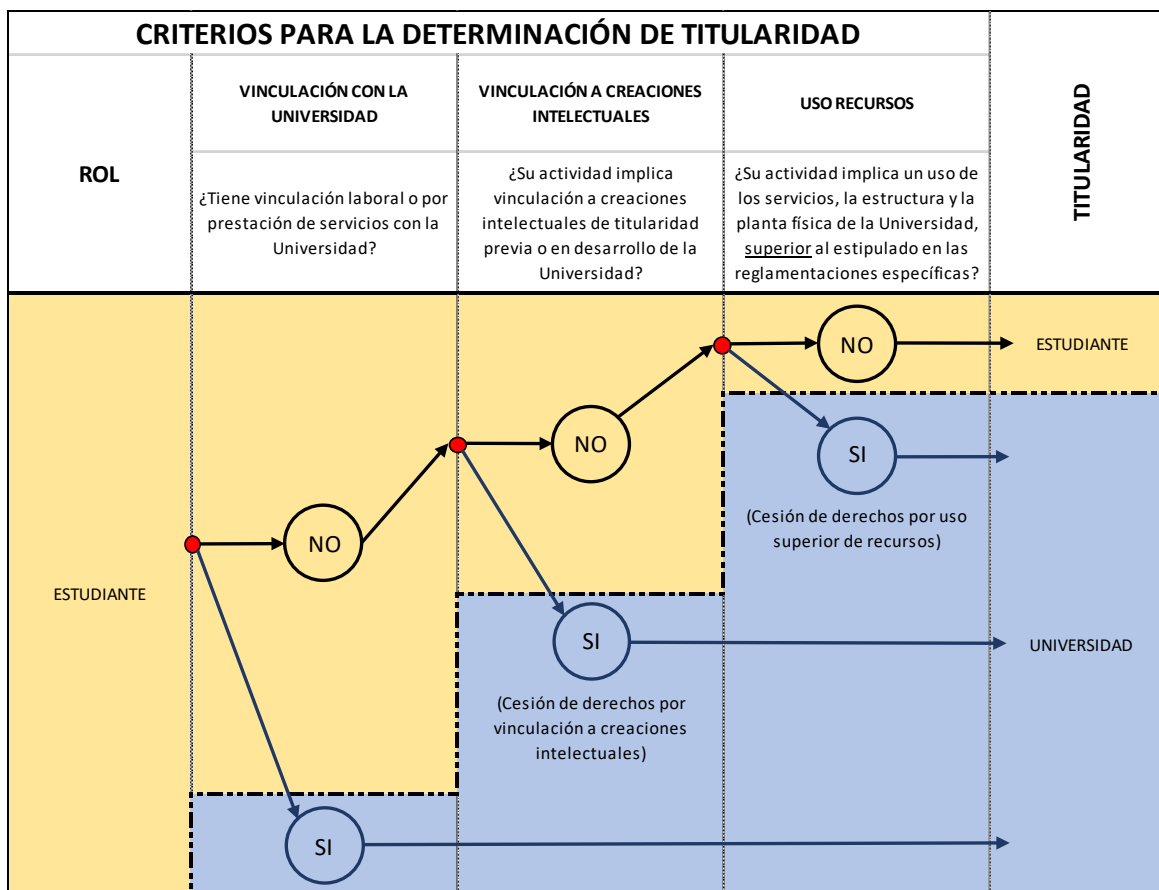 CRITERIOS PARA LA DETERMINACIÓN DE TITULARIDAD
ROL
VINCULACIÓN CON LA
UNIVERSIDAD
¿Tiene vinculación laboral o por
prestación de servicios con la
Universidad?
VINCULACIÓN A CREACIONES
INTELECTUALES
¿Su actividad implica
vinculación a creaciones
intelectuales de titularidad
previa o en desarrollo de la
Universidad?
USO RECURSOS
¿Su actividad implica un uso de
los servicios, la estructura y la
planta física de la Universidad,
superior al estipulado en las
reglamentaciones específicas?
TITULARIDAD
NO
ESTUDIANTE
NO
SI
(Cesión de derechos por uso
superior de recursos)
NO
ESTUDIANTE
SI
UNIVERSIDAD
(Cesión de derechos por
vinculación a creaciones
intelectuales)
SI